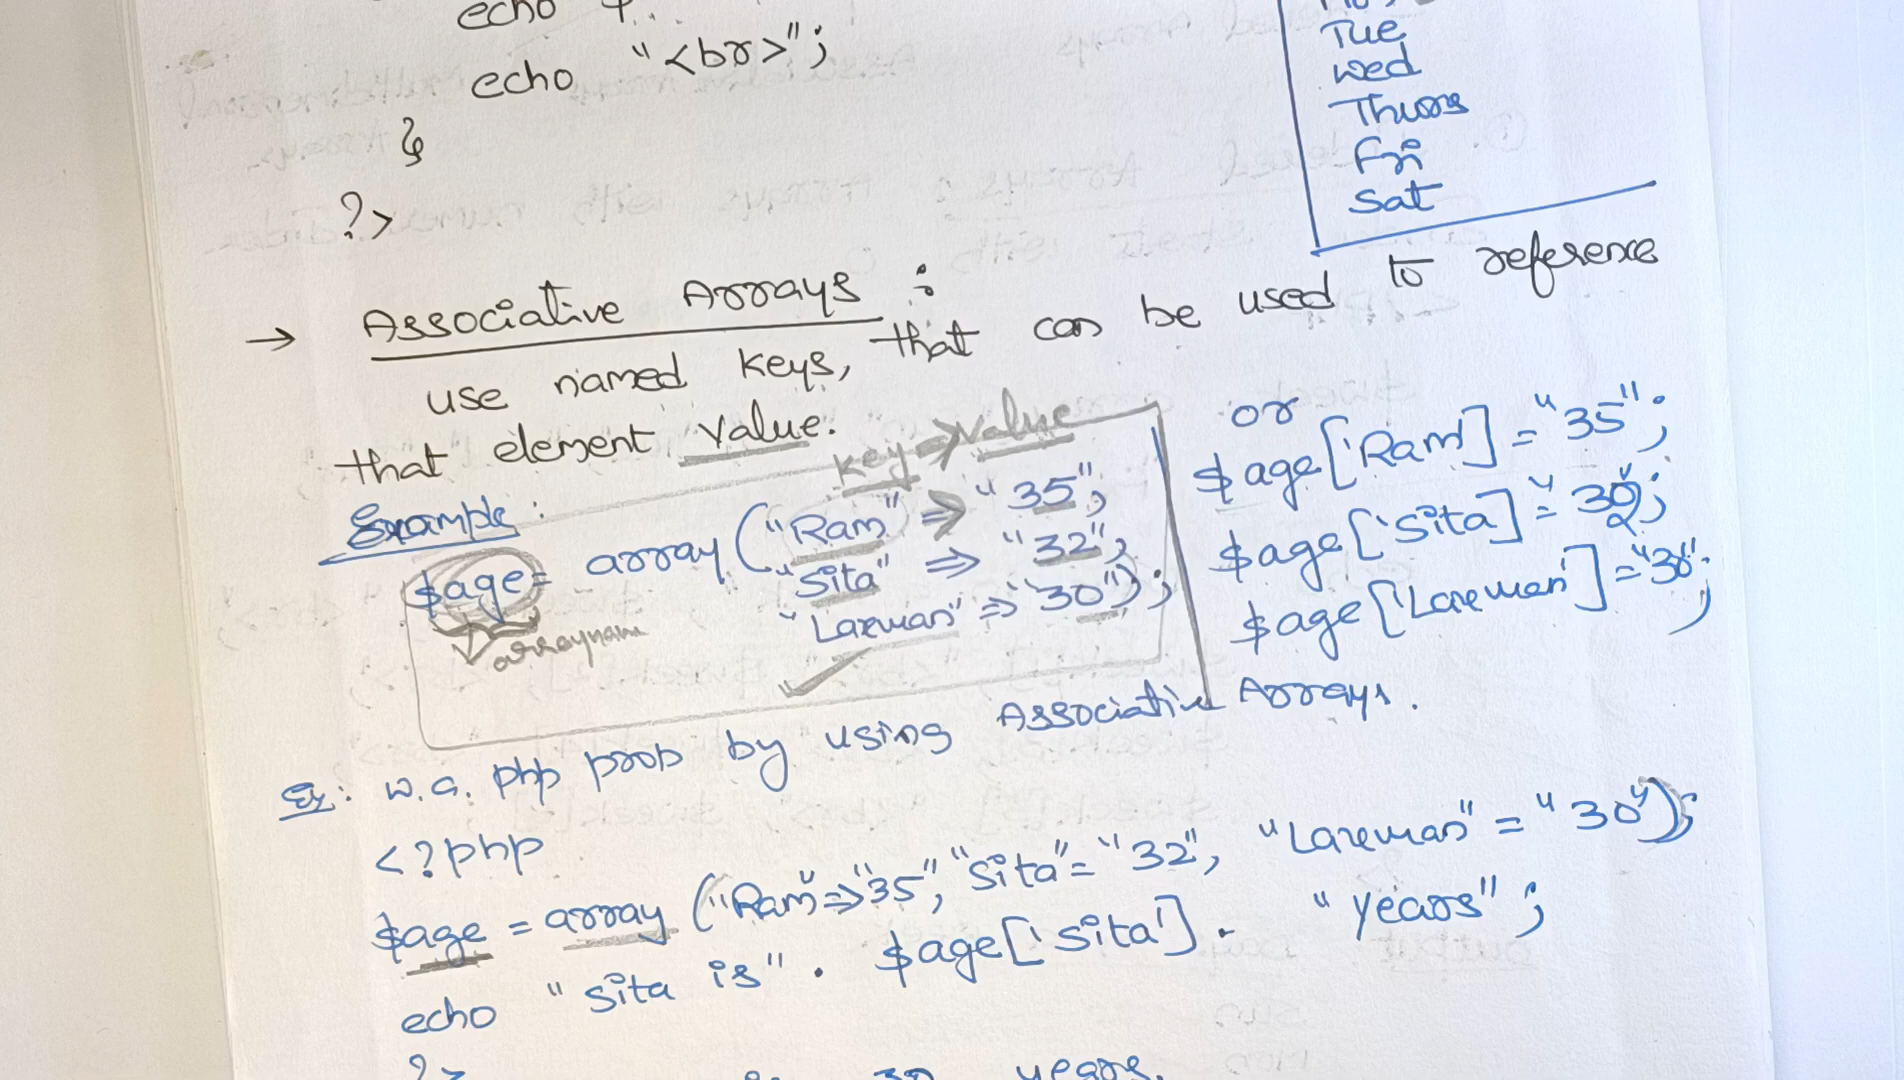 echo
echo "<br>";
}
?>
Tue
Wed
Thurs
Fri
Sat
→ Associative Arrays :
use named keys, that can be used to reference
that element value.
Example:
key → value
$age = array("Ram" => "35",
"Sita" => "32",
"Laxman" => "30");
arrayname
or
$age['Ram'] = "35";
$age['Sita'] = "32";
$age['Laxman'] = "30";
Ex: W.a. php prob by using Associative Arrays.
<?php
$age = array("Ram" => "35", "Sita" = "32", "Laxman" = "30");
echo "Sita is" . $age['Sita'] . "years";
?>
years.